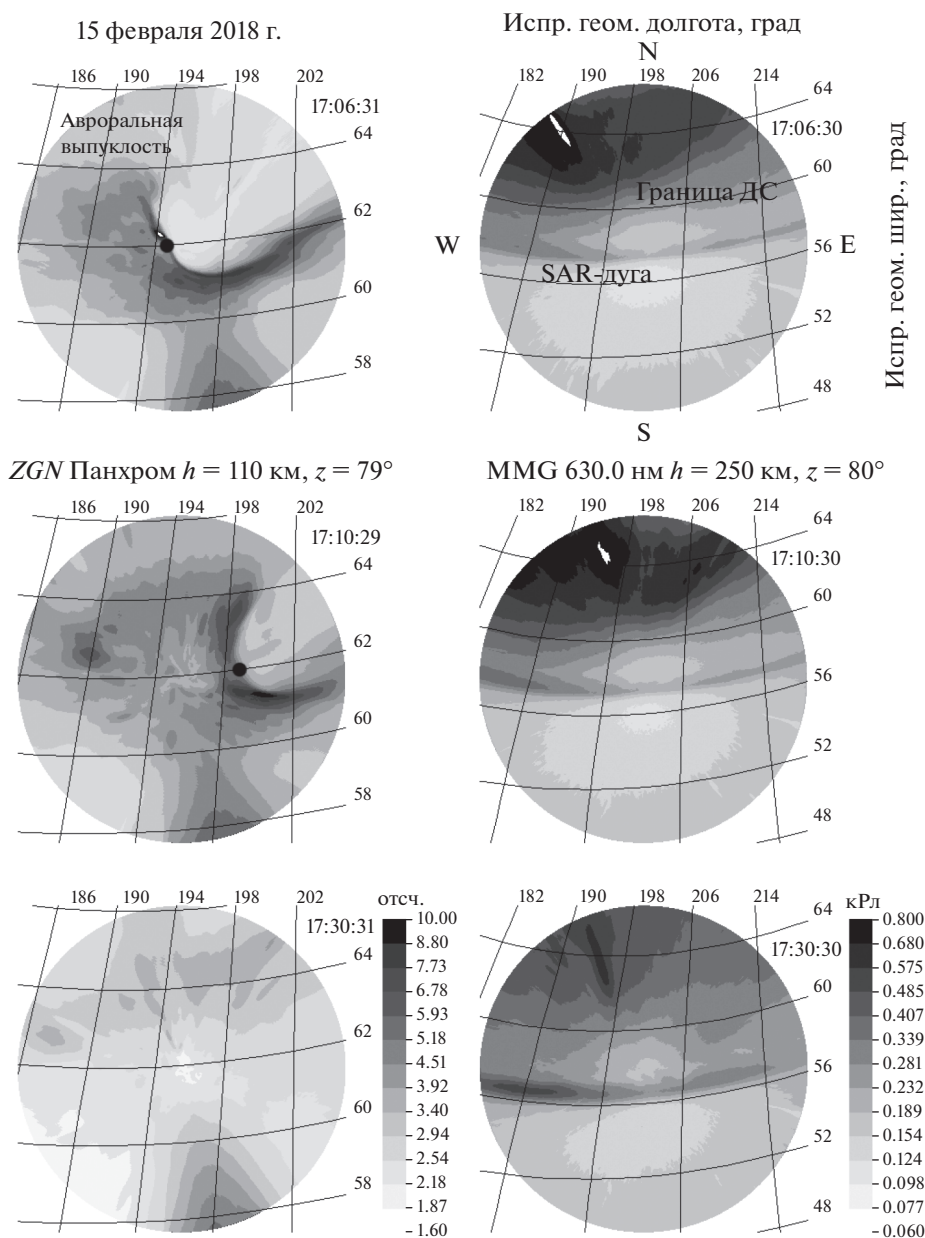 15 февраля 2018 г.
Испр. геом. долгота, град
N
186 190 194 198 202
17:06:31
Авроральная
выпуклость
64
62
60
58
182 190 198 206 214
64
17:06:30
60
Граница ДС
W
56 E
SAR-дуга
52
48
S
Испр. геом. шир., град
ZGN Панхром h = 110 км, z = 79°
MMG 630.0 нм h = 250 км, z = 80°
186 190 194 198 202
17:10:29
64
62
60
58
182 190 198 206 214
64
17:10:30
60
56
52
48
186 190 194 198 202
17:30:31
64
62
60
58
отсч.
10.00
8.80
7.73
6.78
5.93
5.18
4.51
3.92
3.40
2.94
2.54
2.18
1.87
1.60
182 190 198 206 214
64
17:30:30
60
56
52
48
кРл
0.800
0.680
0.575
0.485
0.407
0.339
0.281
0.232
0.189
0.154
0.124
0.098
0.077
0.060